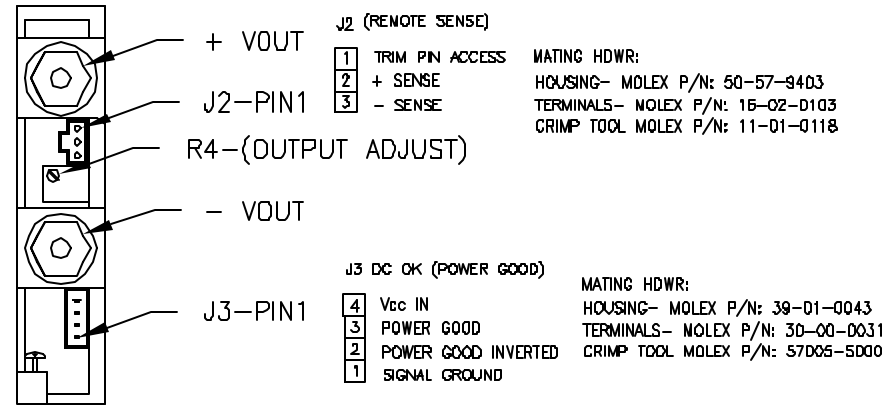 + VOUT
J2-PIN1
R4-(OUTPUT ADJUST)
- VOUT
J3-PIN1
J2 (REMOTE SENSE)
1 TRIM PIN ACCESS
2 + SENSE
3 - SENSE
MATING HDWR:
HOUSING- MOLEX P/N: 50-57-9403
TERMINALS- MOLEX P/N: 16-02-0103
CRIMP TOOL MOLEX P/N: 11-01-0118
J3 DC OK (POWER GOOD)
4 Vcc IN
3 POWER GOOD
2 POWER GOOD INVERTED
1 SIGNAL GROUND
MATING HDWR:
HOUSING- MOLEX P/N: 39-01-0043
TERMINALS- MOLEX P/N: 30-00-0031
CRIMP TOOL MOLEX P/N: 57005-5000